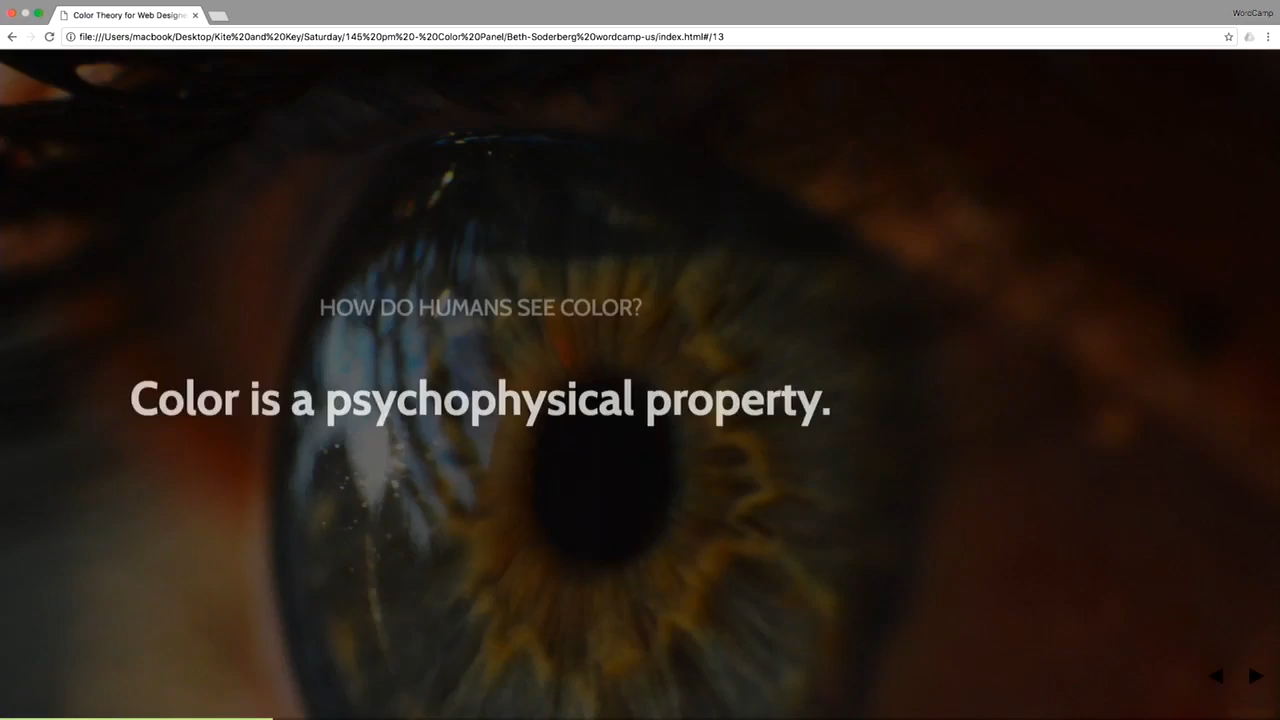 Color Theory for Web Designe
WordCamp
file:///Users/macbook/Desktop/Kite%20and%20Key/Saturday/145%20pm%20-%20Color%20Panel/Beth-Soderberg%20wordcamp-us/index.html#/13
HOW DO HUMANS SEE COLOR?
Color is a psychophysical property.